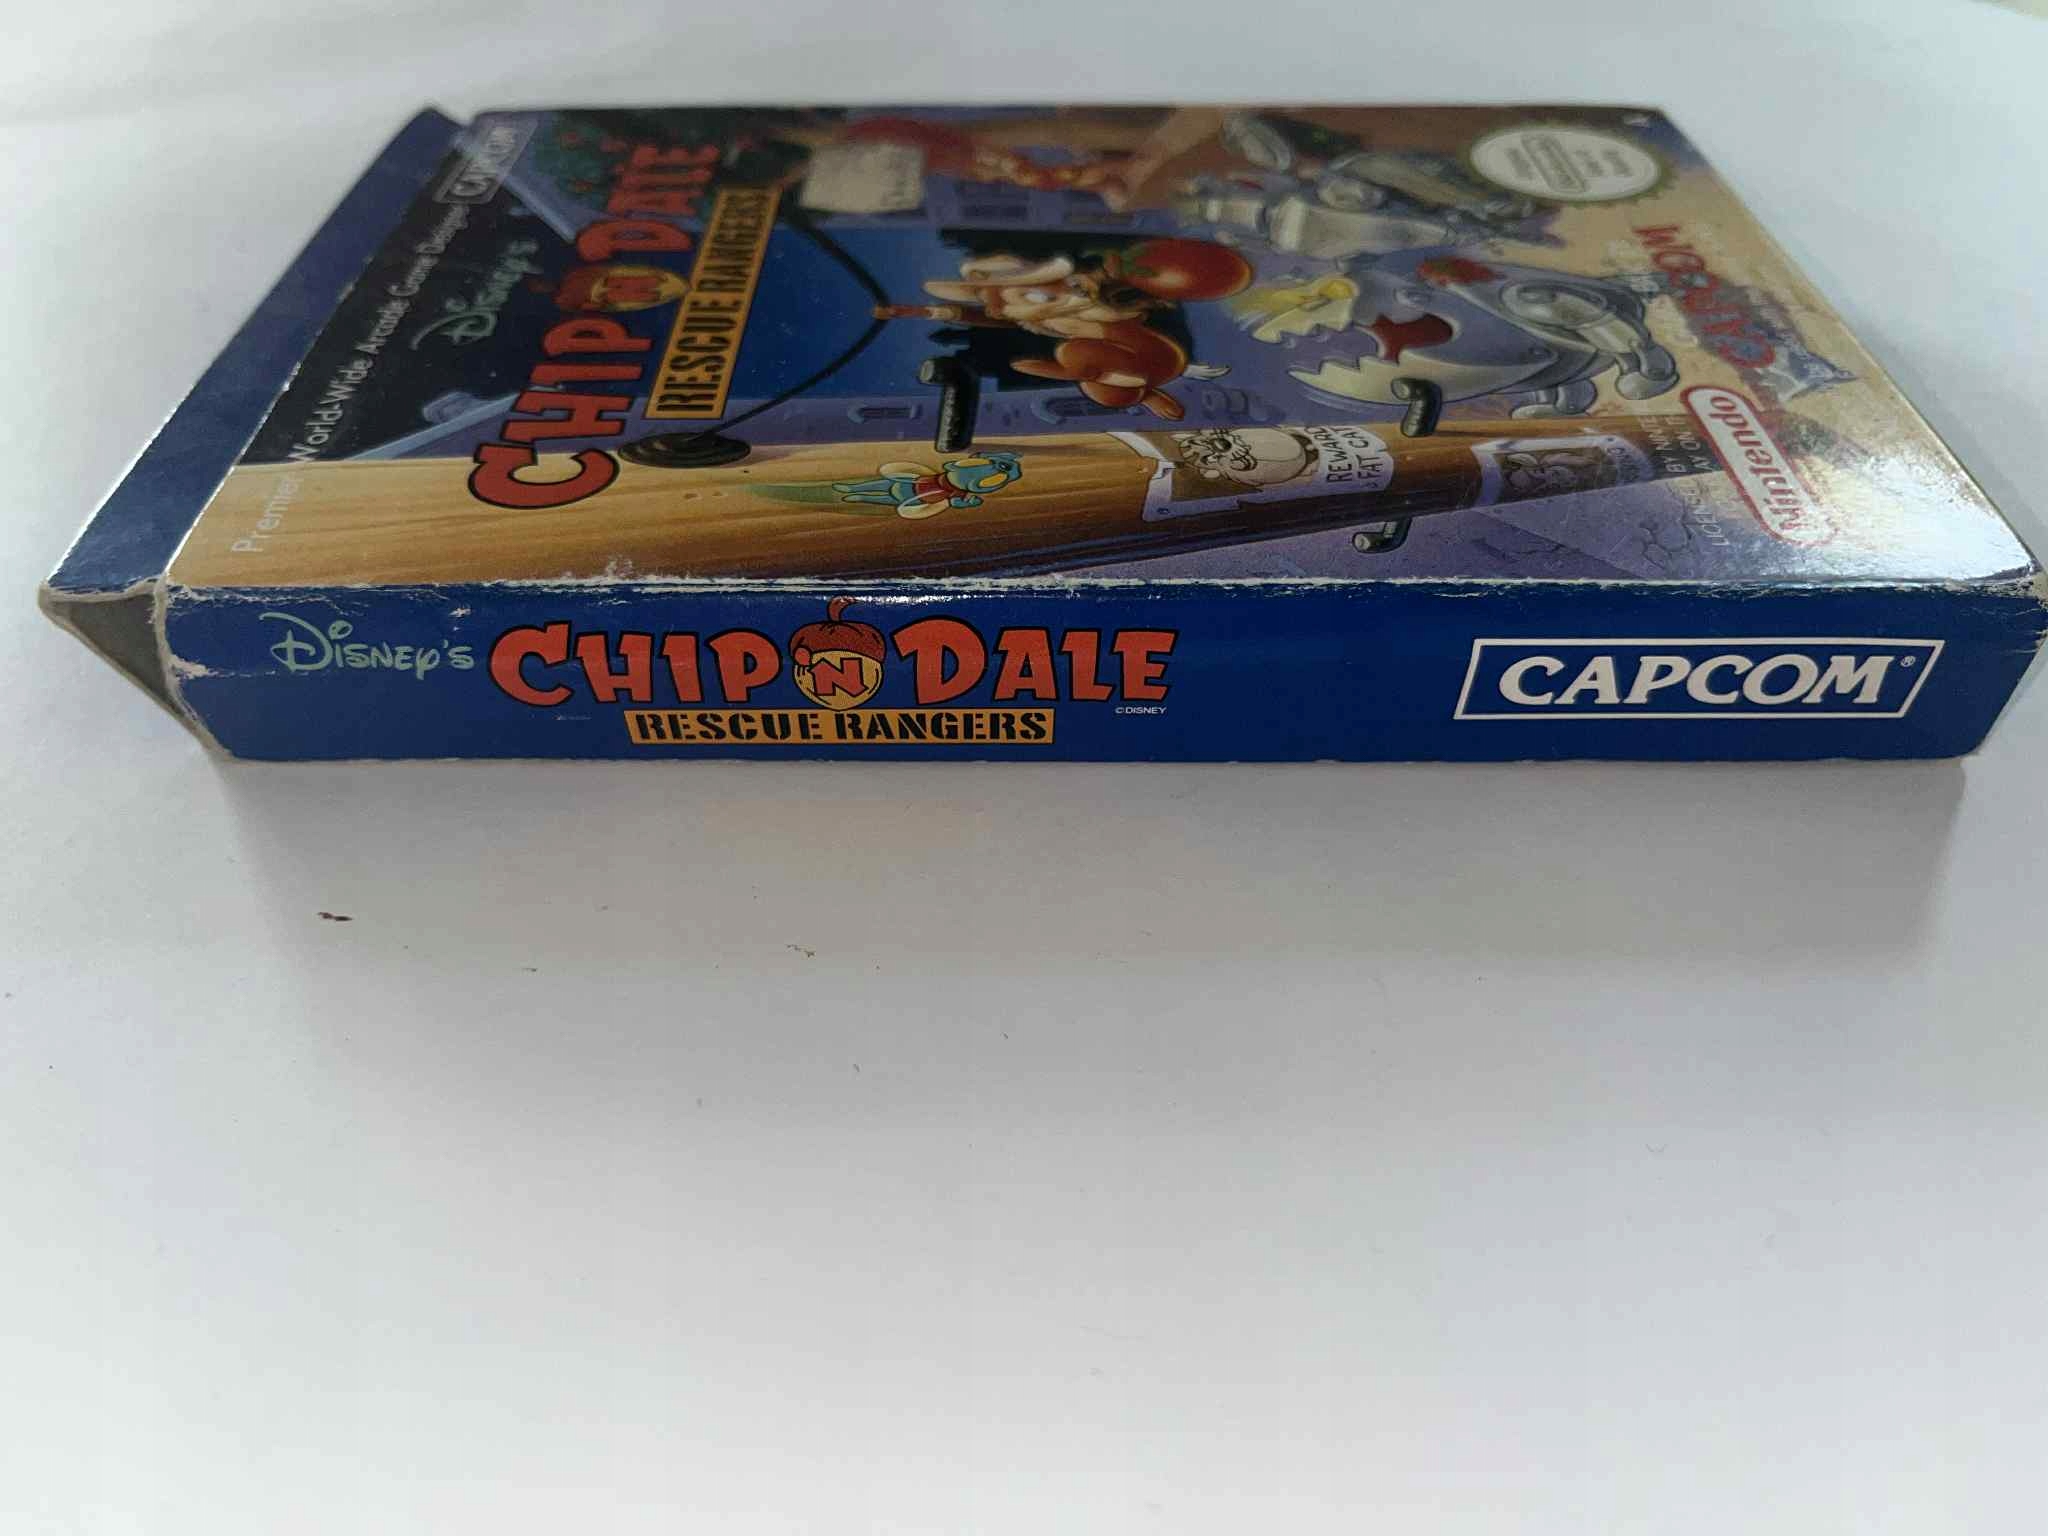 Premier World-Wide Arcade Game Designer CAPCOM
DISNEY'S
CHIP 'N DALE
RESCUE RANGERS
REWARD
FAT CAT
Nintendo
DISNEY'S CHIP 'N DALE
RESCUE RANGERS
© DISNEY
CAPCOM®